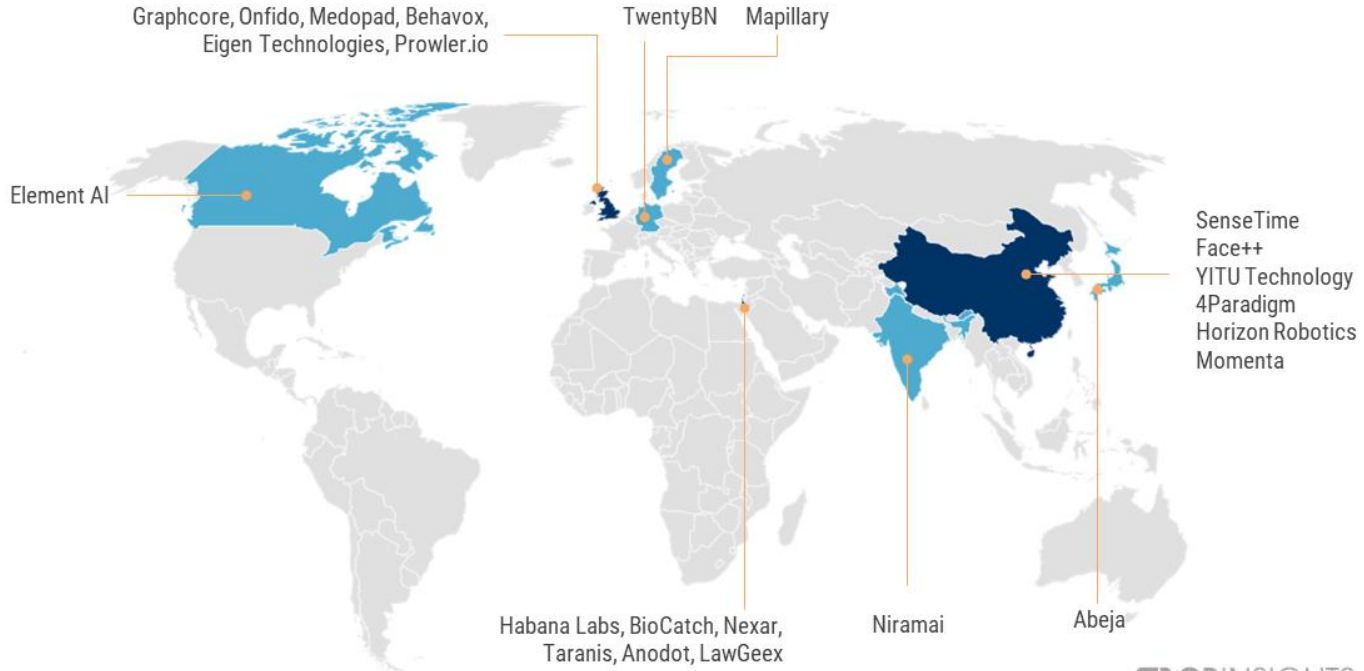 Graphcore, Onfido, Medopad, Behavox,
Eigen Technologies, Prowler.io
TwentyBN
Mapillary
Element AI
SenseTime
Face++
YITU Technology
4Paradigm
Horizon Robotics
Momenta
Habana Labs, BioCatch, Nexar,
Taranis, Anodot, LawGeex
Niramai
Abeja